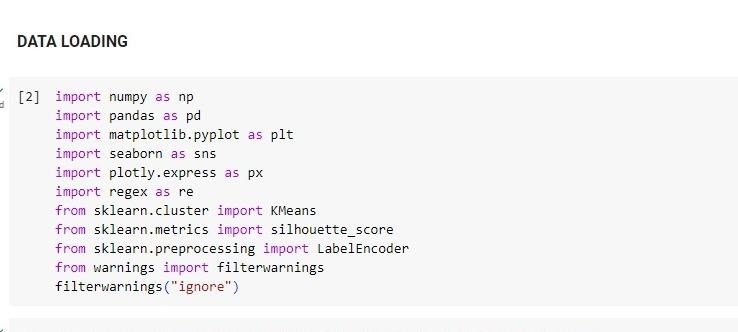 DATA LOADING
[2] import numpy as np
import pandas as pd
import matplotlib.pyplot as plt
import seaborn as sns
import plotly.express as px
import regex as re
from sklearn.cluster import KMeans
from sklearn.metrics import silhouette_score
from sklearn.preprocessing import LabelEncoder
from warnings import filterwarnings
filterwarnings("ignore")